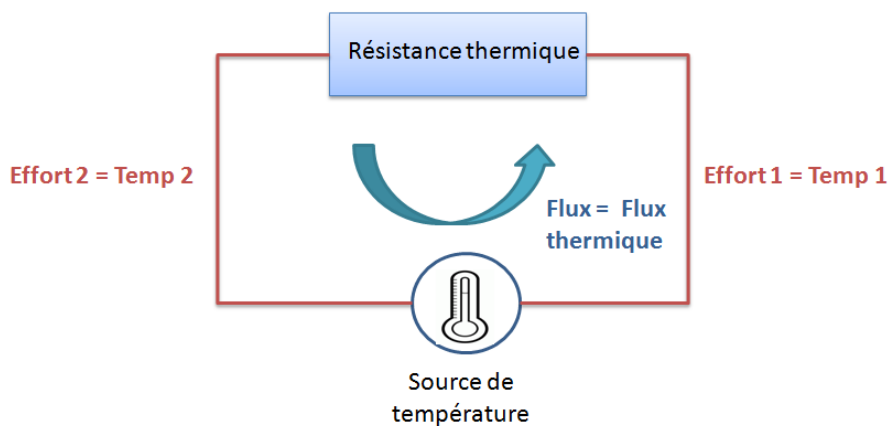 Résistance thermique
Effort 2 = Temp 2
Effort 1 = Temp 1
Flux = Flux
thermique
Source de
température